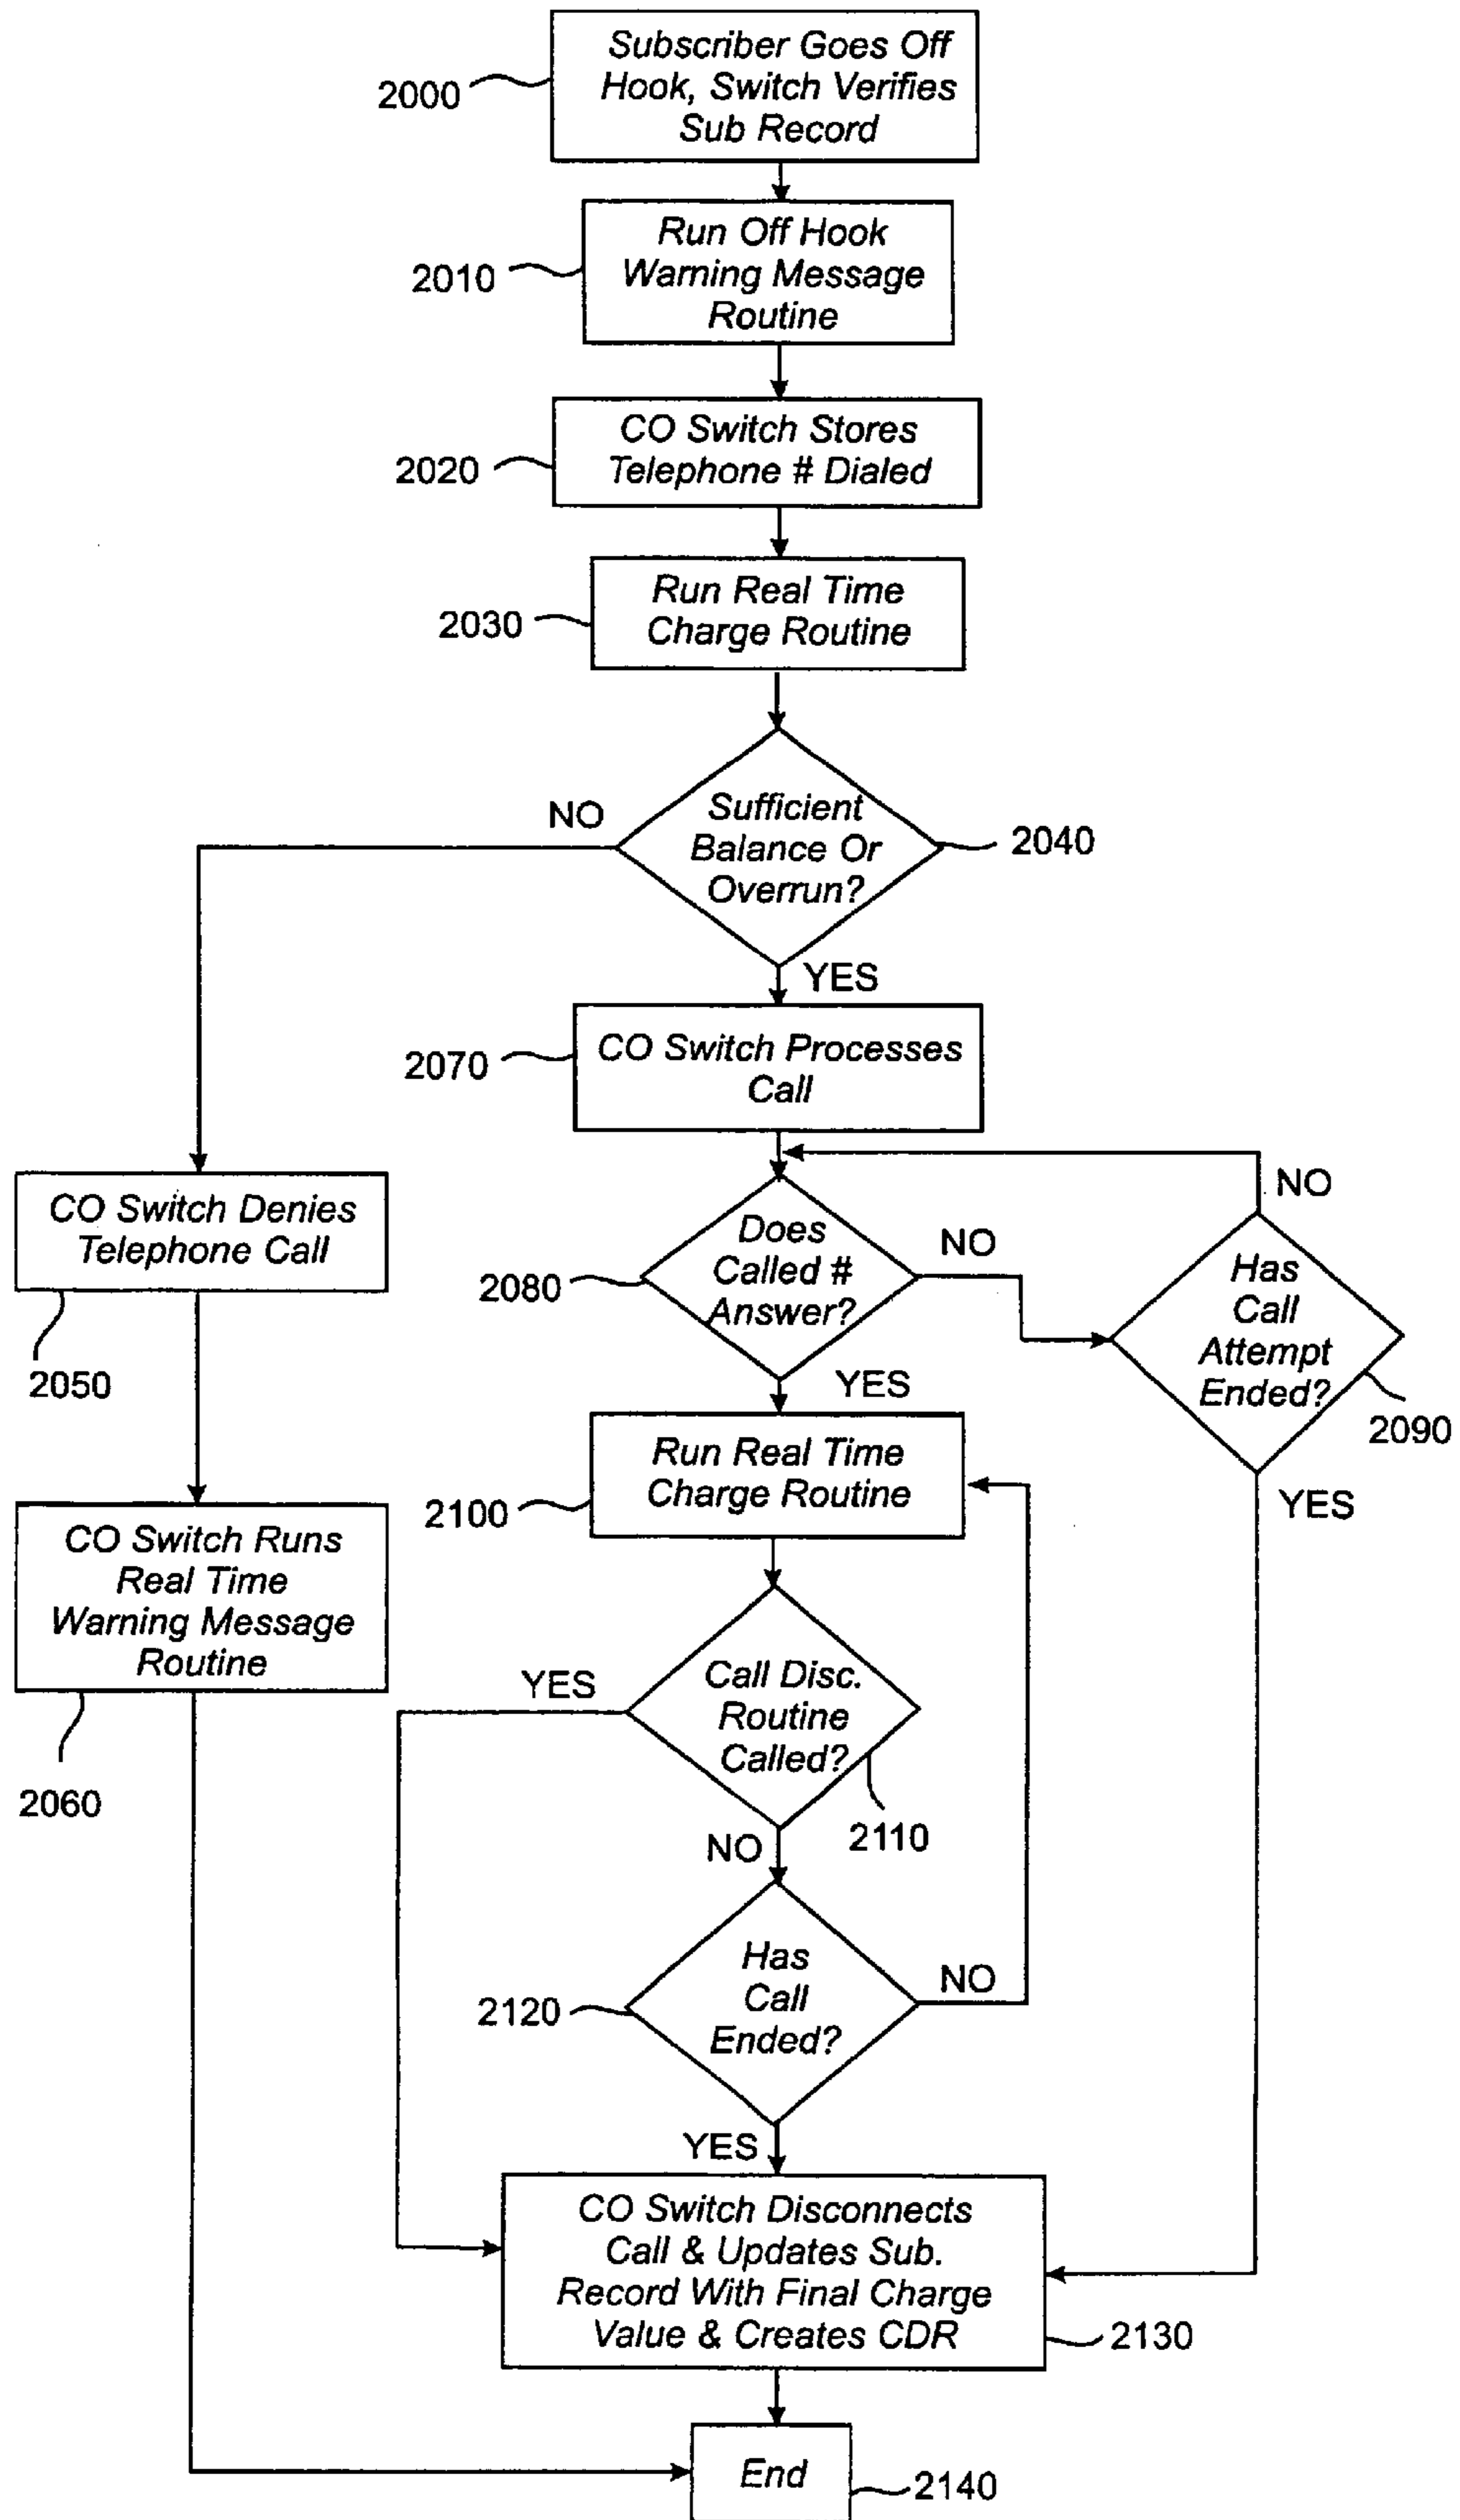 Subscriber Goes Off
Hook, Switch Verifies
Sub Record
2000
Run Off Hook
Warning Message
Routine
2010
CO Switch Stores
Telephone # Dialed
2020
Run Real Time
Charge Routine
2030
Sufficient
Balance Or
Overrun?
2040
NO
YES
CO Switch Processes
Call
2070
CO Switch Denies
Telephone Call
2050
Does
Called #
Answer?
2080
NO
YES
Has
Call
Attempt
Ended?
2090
NO
YES
Run Real Time
Charge Routine
2100
CO Switch Runs
Real Time
Warning Message
Routine
2060
Call Disc.
Routine
Called?
2110
YES
NO
Has
Call
Ended?
2120
NO
YES
CO Switch Disconnects
Call & Updates Sub.
Record With Final Charge
Value & Creates CDR
2130
End
2140